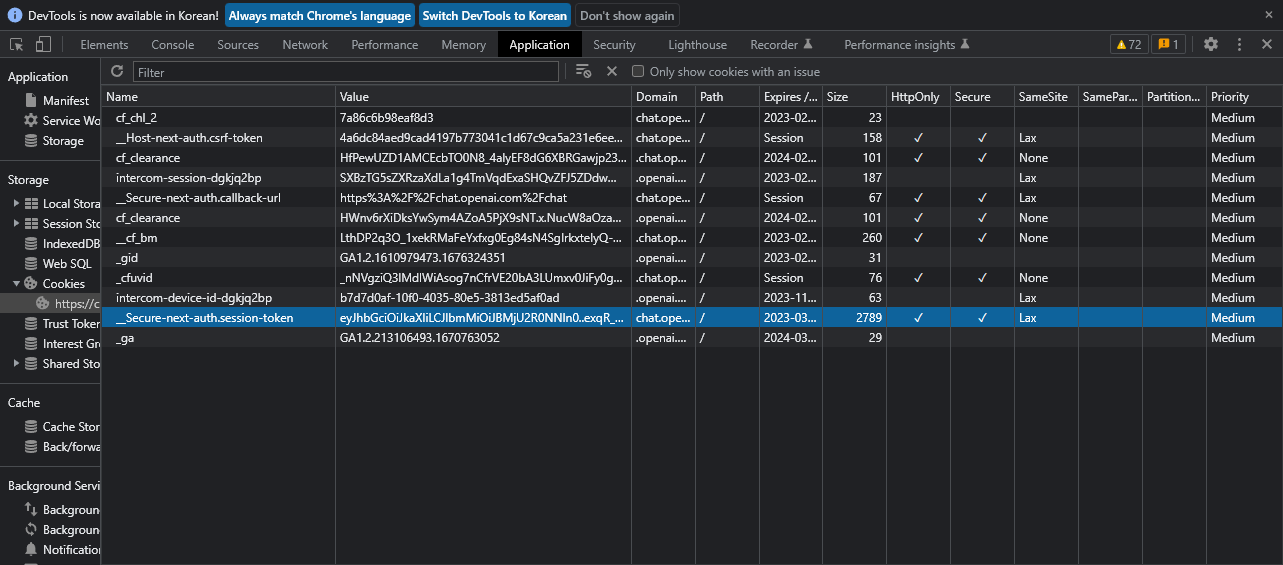 DevTools is now available in Korean! Always match Chrome's language Switch DevTools to Korean Don't show again
Elements Console Sources Network Performance Memory Application Security Lighthouse Recorder Performance insights 72 1
Application
Manifest
Service Wo
Storage
Storage
Local Stora
Session Sto
IndexedDB
Web SQL
Cookies
https://c
Trust Token
Interest Gr
Shared Sto
Cache
Cache Stor
Back/forwa
Background Servi
Backgroun
Backgroun
Notification
Filter Only show cookies with an issue
Name Value Domain Path Expires /... Size HttpOnly Secure SameSite SamePar... Partition... Priority
cf_chl_2 7a86c6b98eaf8d3 chat.ope... / 2023-02... 23 Medium
__Host-next-auth.csrf-token 4a6dc84aed9cad4197b773041c1d67c9ca5a231e6ee... chat.ope... / Session 158 ✓ ✓ Lax Medium
cf_clearance HfPewUZD1AMCEcbTO0N8_4alyEF8dG6XBRGawjp23... chat.ope... / 2024-02... 101 ✓ ✓ None Medium
intercom-session-dgkjq2bp SXBzTG5sZXRzaXdLa1g4TmVqdExaSHQvZFJ5ZDdw... .openai.... / 2023-02... 187 Lax Medium
__Secure-next-auth.callback-url https%3A%2F%2Fchat.openai.com%2Fchat chat.ope... / Session 67 ✓ ✓ Lax Medium
cf_clearance HWnv6rXiDksYwSym4AZoA5PjX9sNT.x.NucW8aOza... .openai.... / 2024-02... 101 ✓ ✓ None Medium
__cf_bm LthDP2q3O_1xekRMaFeYxfxg0Eg84sN4SgIrkxtelyQ-... .chat.op... / 2023-02... 260 ✓ ✓ None Medium
_gid GA1.2.1610979473.1676324351 .openai.... / 2023-02... 31 Medium
_cfuvid _nNVgziQ3lMdIWiAsog7nCfrVE20bA3LUmxv0JiFy0g... .chat.op... / Session 76 ✓ ✓ None Medium
intercom-device-id-dgkjq2bp b7d7d0af-10f0-4035-80e5-3813ed5af0ad .openai.... / 2023-11... 63 Lax Medium
__Secure-next-auth.session-token eyJhbGciOiJkaXIiLCJlbmMiOiJBMjU2R0NNIn0..exqR_... chat.ope... / 2023-03... 2789 ✓ ✓ Lax Medium
_ga GA1.2.213106493.1670763052 .openai.... / 2024-03... 29 Medium